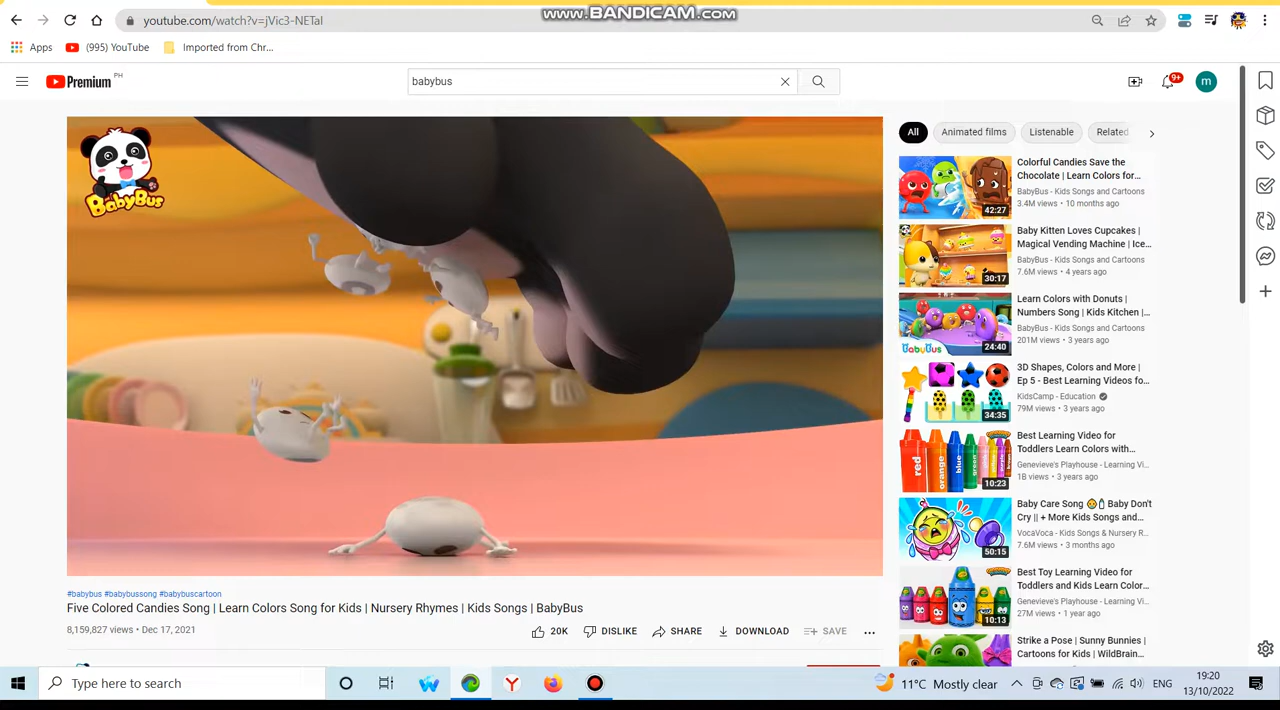 www.BANDICAM.com
youtube.com/watch?v=jVic3-NETaI
Apps
(995) YouTube
Imported from Chr...
Premium PH
babybus
9+
m
BabyBus
All
Animated films
Listenable
Related
Colorful Candies Save the
Chocolate | Learn Colors for...
BabyBus - Kids Songs and Cartoons
3.4M views • 10 months ago
42:27
Baby Kitten Loves Cupcakes |
Magical Vending Machine | Ice...
BabyBus - Kids Songs and Cartoons
7.6M views • 4 years ago
30:17
Learn Colors with Donuts |
Numbers Song | Kids Kitchen |...
BabyBus - Kids Songs and Cartoons
201M views • 3 years ago
BabyBus
24:40
3D Shapes, Colors and More |
Ep 5 - Best Learning Videos fo...
KidsCamp - Education
79M views • 3 years ago
34:35
Best Learning Video for
Toddlers Learn Colors with...
Genevieve's Playhouse - Learning Vi...
1B views • 3 years ago
red
orange
blue
green
10:23
Baby Care Song 😳🍼 Baby Don't
Cry || + More Kids Songs and...
VocaVoca - Kids Songs & Nursery R...
7.6M views • 3 months ago
50:15
Best Toy Learning Video for
Toddlers and Kids Learn Color...
Genevieve's Playhouse - Learning Vi...
27M views • 1 year ago
10:13
Strike a Pose | Sunny Bunnies |
Cartoons for Kids | WildBrain...
#babybus #babybussong #babybuscartoon
Five Colored Candies Song | Learn Colors Song for Kids | Nursery Rhymes | Kids Songs | BabyBus
8,159,827 views • Dec 17, 2021
20K
DISLIKE
SHARE
DOWNLOAD
SAVE
Type here to search
11°C Mostly clear
ENG
19:20
13/10/2022